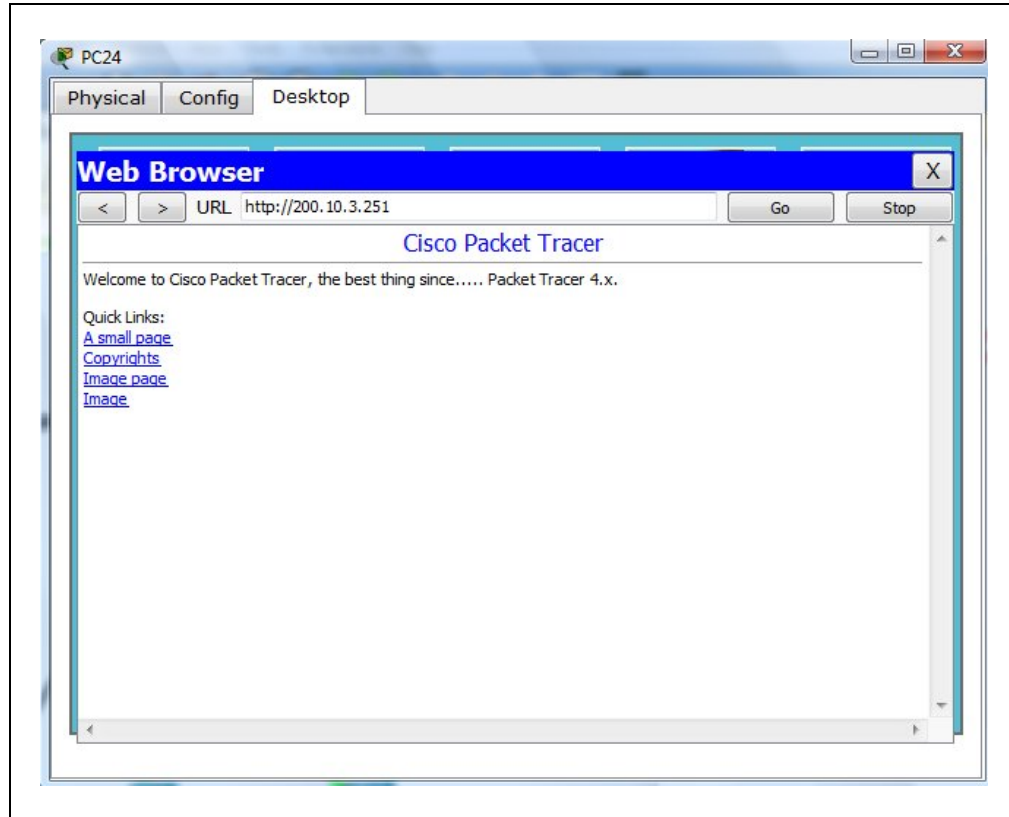 PC24
X
Physical Config Desktop
Web Browser X
< > URL http://200.10.3.251 Go Stop
Cisco Packet Tracer
Welcome to Cisco Packet Tracer, the best thing since..... Packet Tracer 4.x.
Quick Links:
A small page
Copyrights
Image page
Image